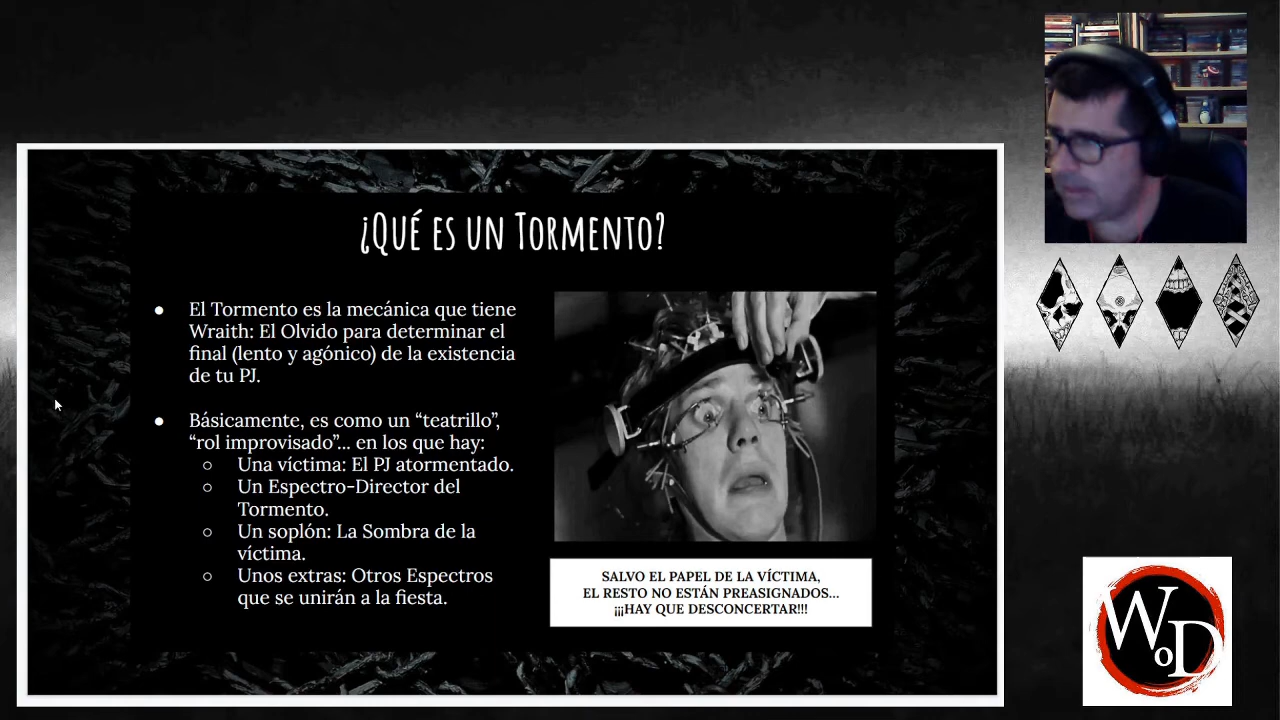 ¿QUÉ ES UN TORMENTO?
● El Tormento es la mecánica que tiene
Wraith: El Olvido para determinar el
final (lento y agónico) de la existencia
de tu PJ.
● Básicamente, es como un “teatrillo”,
“rol improvisado”... en los que hay:
○ Una víctima: El PJ atormentado.
○ Un Espectro-Director del
Tormento.
○ Un soplón: La Sombra de la
víctima.
○ Unos extras: Otros Espectros
que se unirán a la fiesta.
SALVO EL PAPEL DE LA VÍCTIMA,
EL RESTO NO ESTÁN PREASIGNADOS...
¡¡¡HAY QUE DESCONCERTAR!!!
WoD